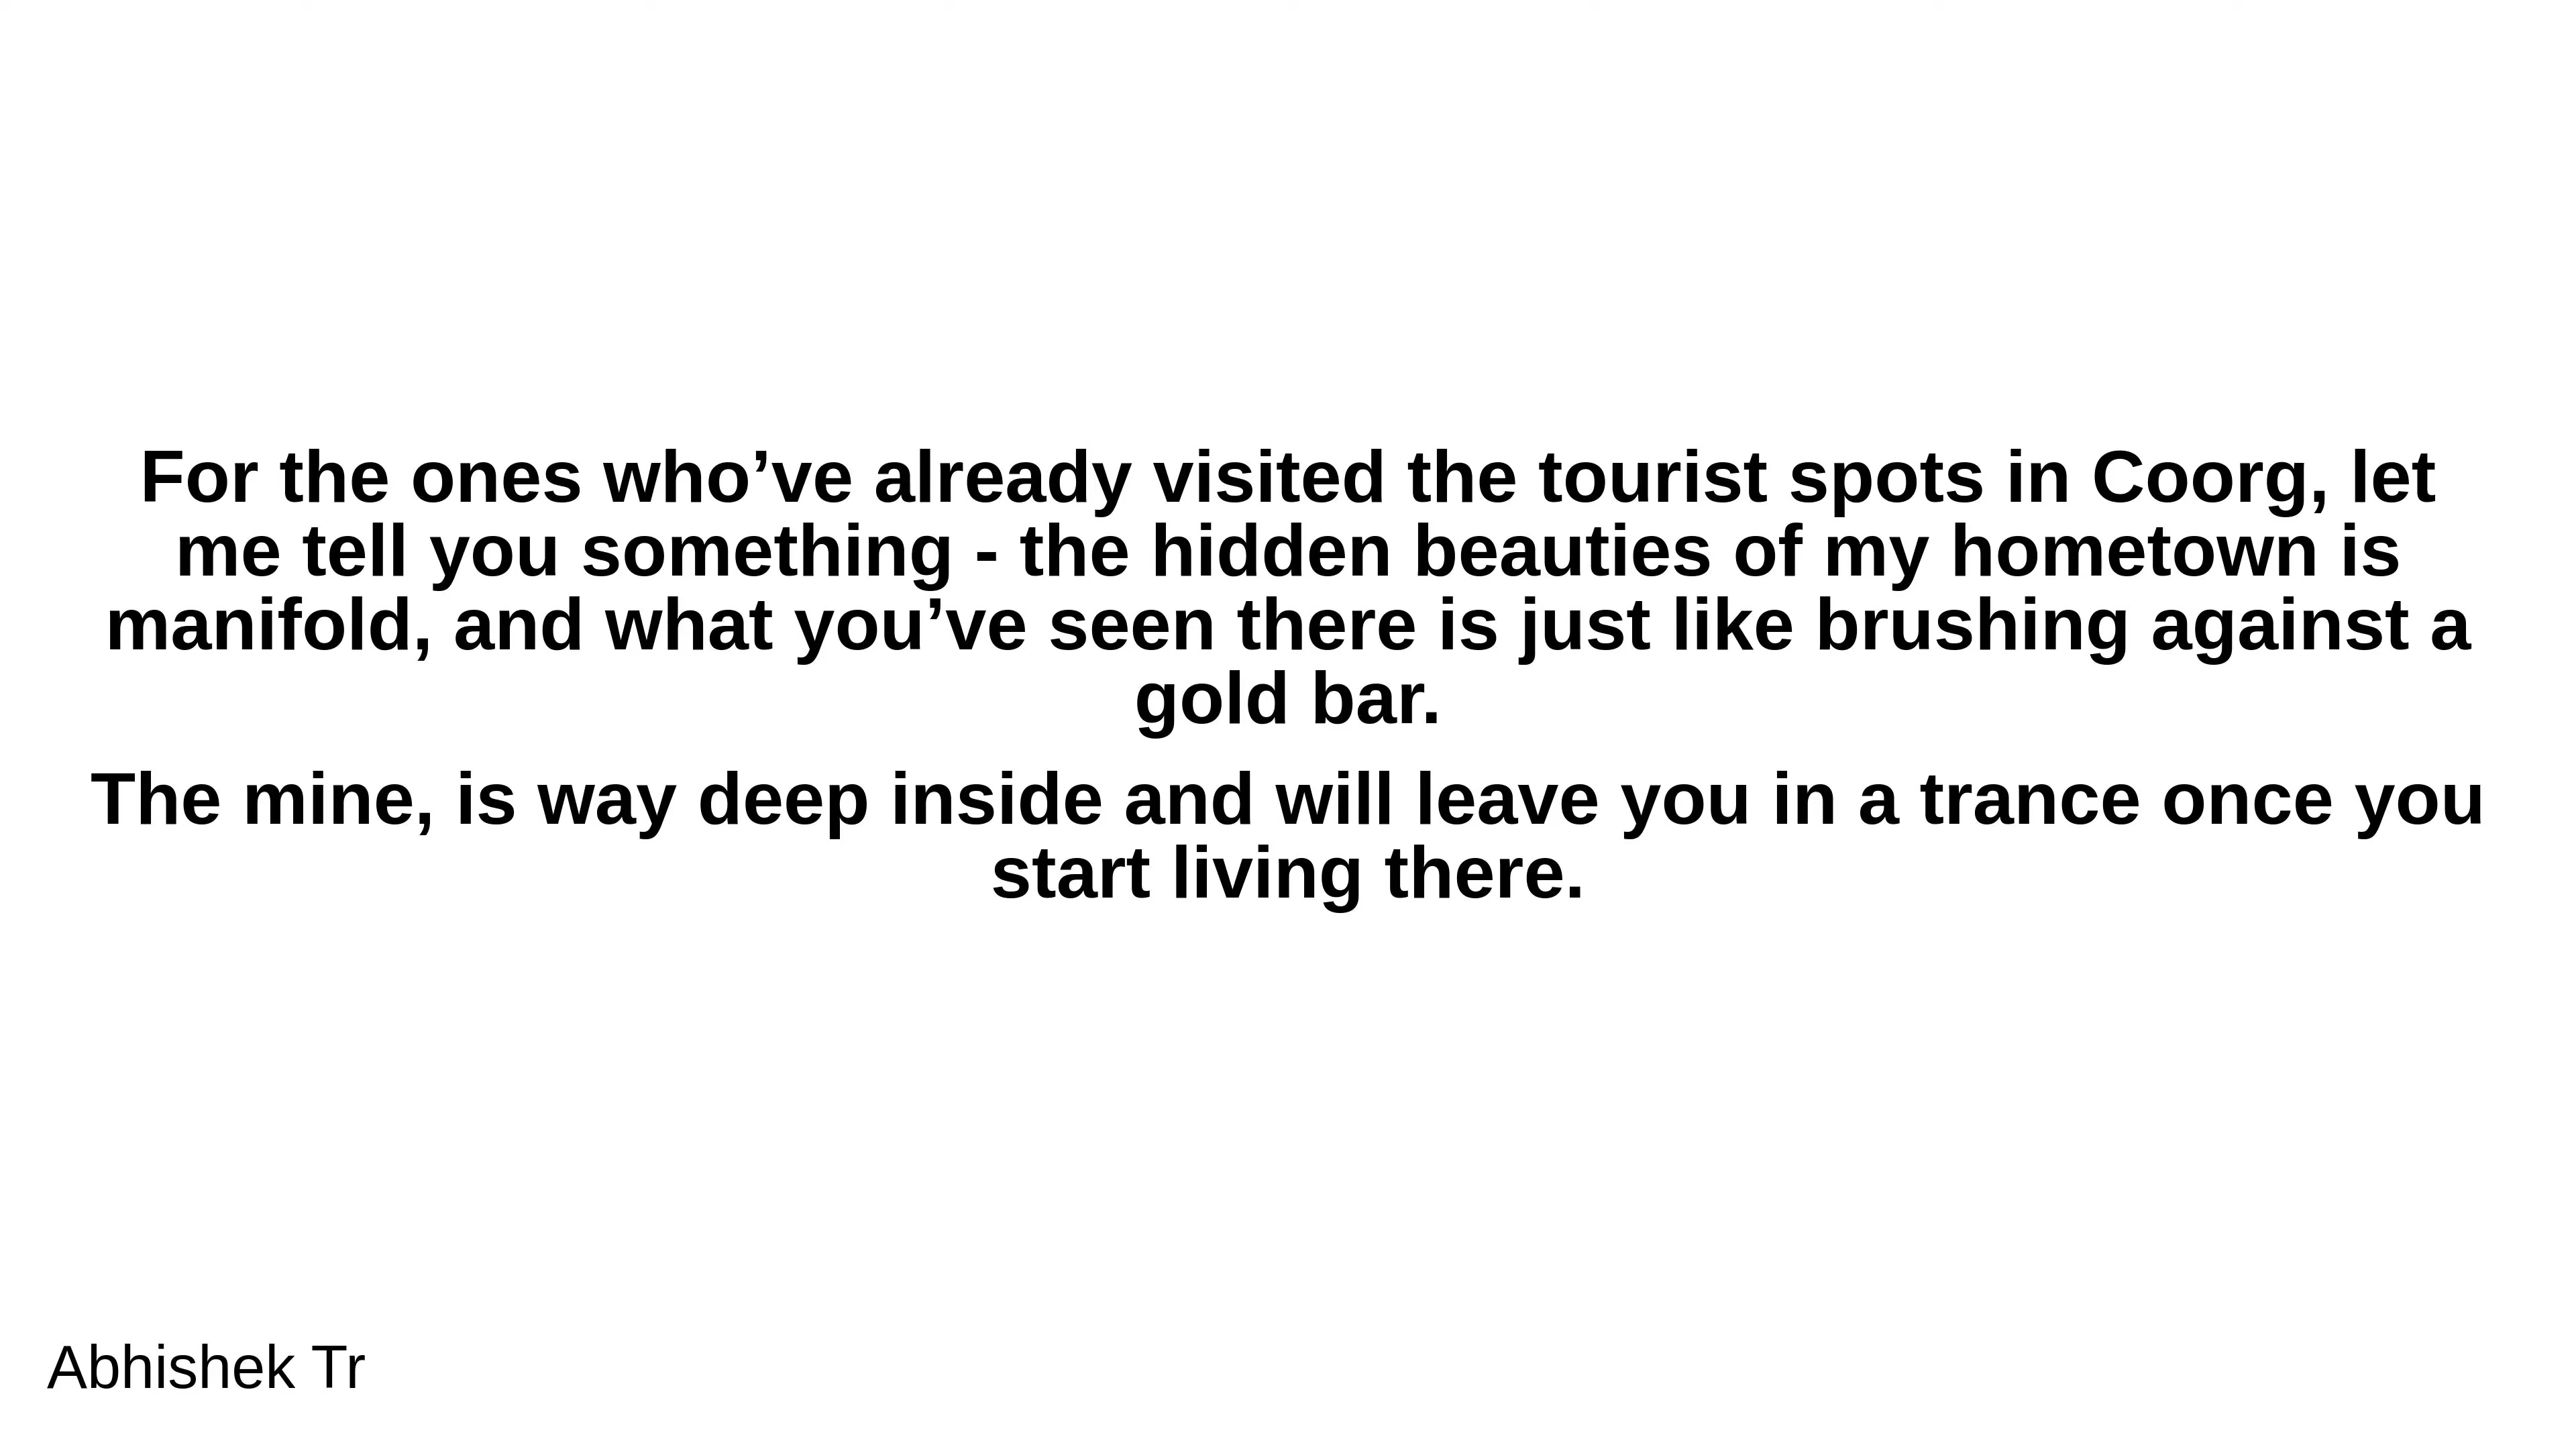 For the ones who’ve already visited the tourist spots in Coorg, let
me tell you something - the hidden beauties of my hometown is
manifold, and what you’ve seen there is just like brushing against a
gold bar.
The mine, is way deep inside and will leave you in a trance once you
start living there.
Abhishek Tr